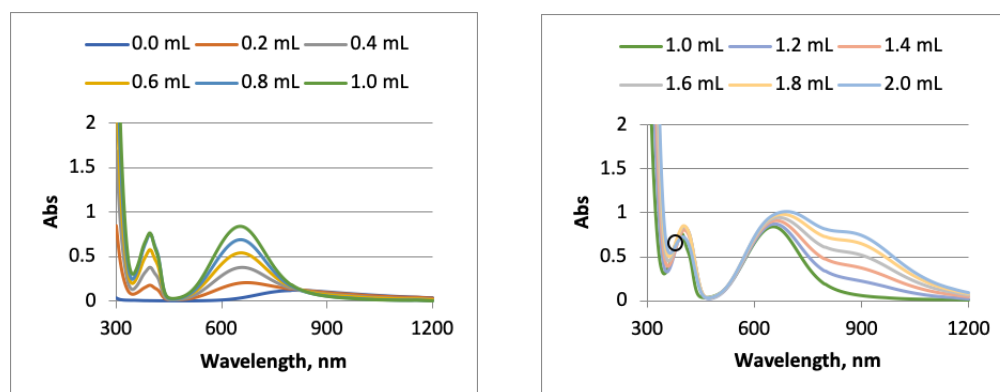 0.0 mL 0.2 mL 0.4 mL
0.6 mL 0.8 mL 1.0 mL
2
1.5
1
0.5
0
Abs
300 600 900 1200
Wavelength, nm
1.0 mL 1.2 mL 1.4 mL
1.6 mL 1.8 mL 2.0 mL
2
1.5
1
0.5
0
Abs
300 600 900 1200
Wavelength, nm